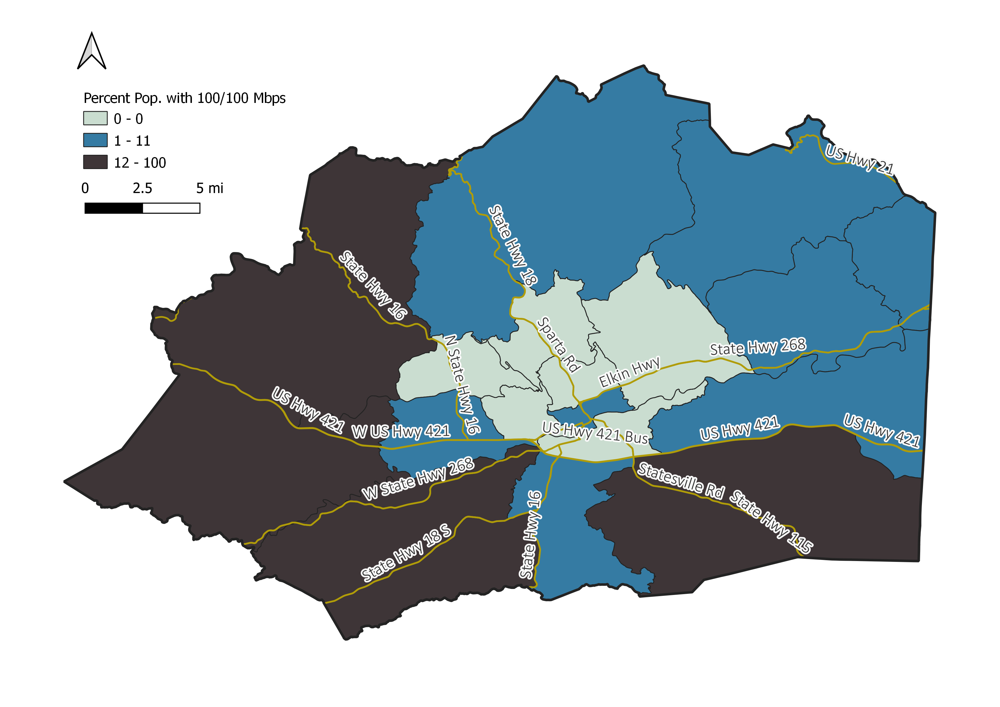 Percent Pop. with 100/100 Mbps
0 - 0
1 - 11
12 - 100
0 2.5 5 mi
US Hwy 21
State Hwy 18
State Hwy 16
Sparta Rd
N State Hwy 16
State Hwy 268
Elkin Hwy
US Hwy 421
W US Hwy 421
US Hwy 421 Bus
US Hwy 421
US Hwy 421
W State Hwy 268
Statesville Rd
State Hwy 115
State Hwy 16
State Hwy 18 S